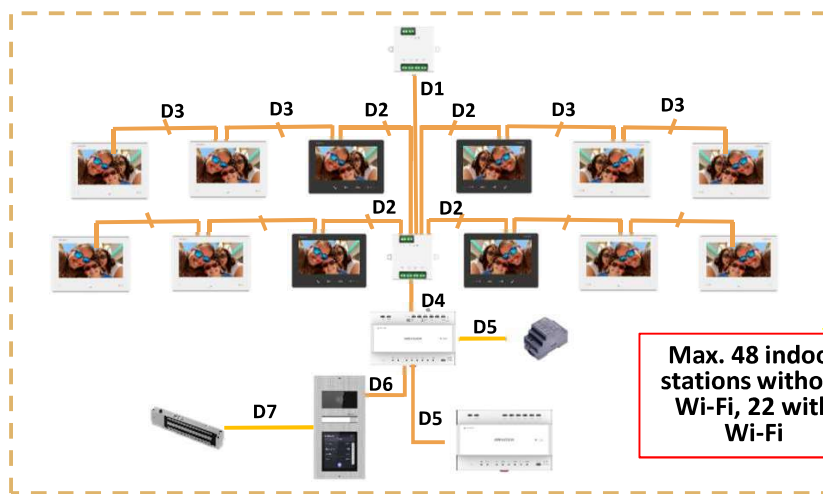 D1
D3
D3
D2
D2
D3
D3
D2
D2
D4
D5
D6
D7
D5
Max. 48 indoo
stations witho
Wi-Fi, 22 with
Wi-Fi